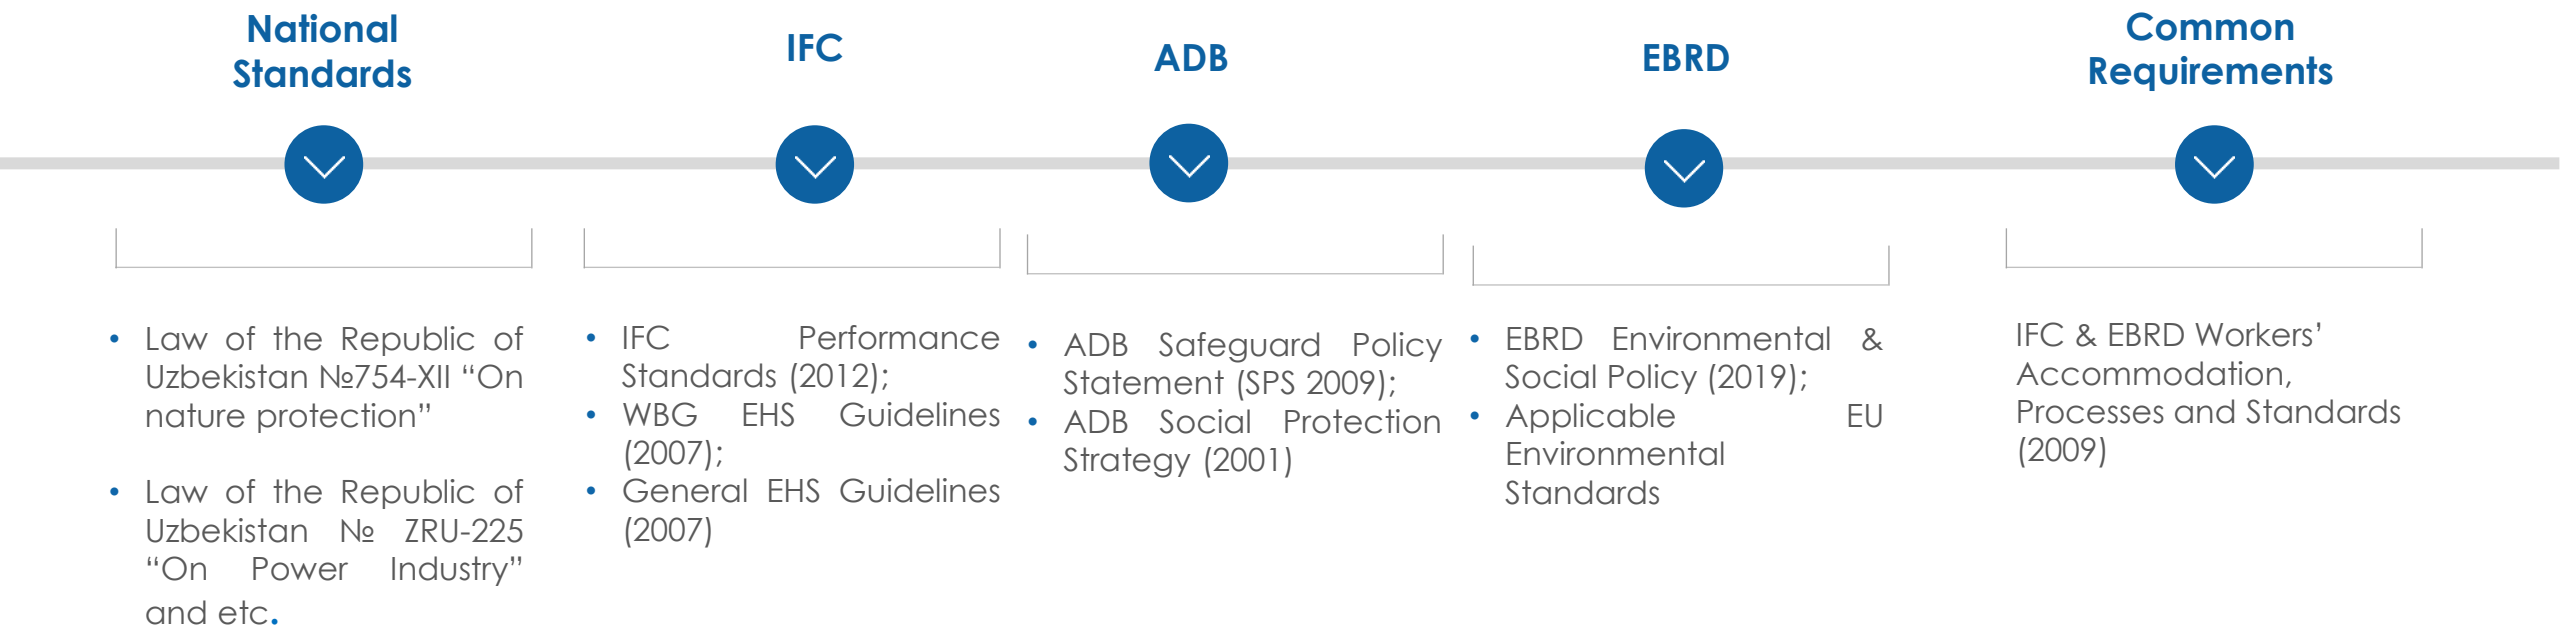 National
Standards
IFC
ADB
EBRD
Common
Requirements
• Law of the Republic of
Uzbekistan №754-XII “On
nature protection”
• Law of the Republic of
Uzbekistan № ZRU-225
“On Power Industry”
and etc.
• IFC Performance
Standards (2012);
• WBG EHS Guidelines
(2007);
• General EHS Guidelines
(2007)
• ADB Safeguard Policy
Statement (SPS 2009);
• ADB Social Protection
Strategy (2001)
• EBRD Environmental &
Social Policy (2019);
• Applicable EU
Environmental
Standards
IFC & EBRD Workers’
Accommodation,
Processes and Standards
(2009)